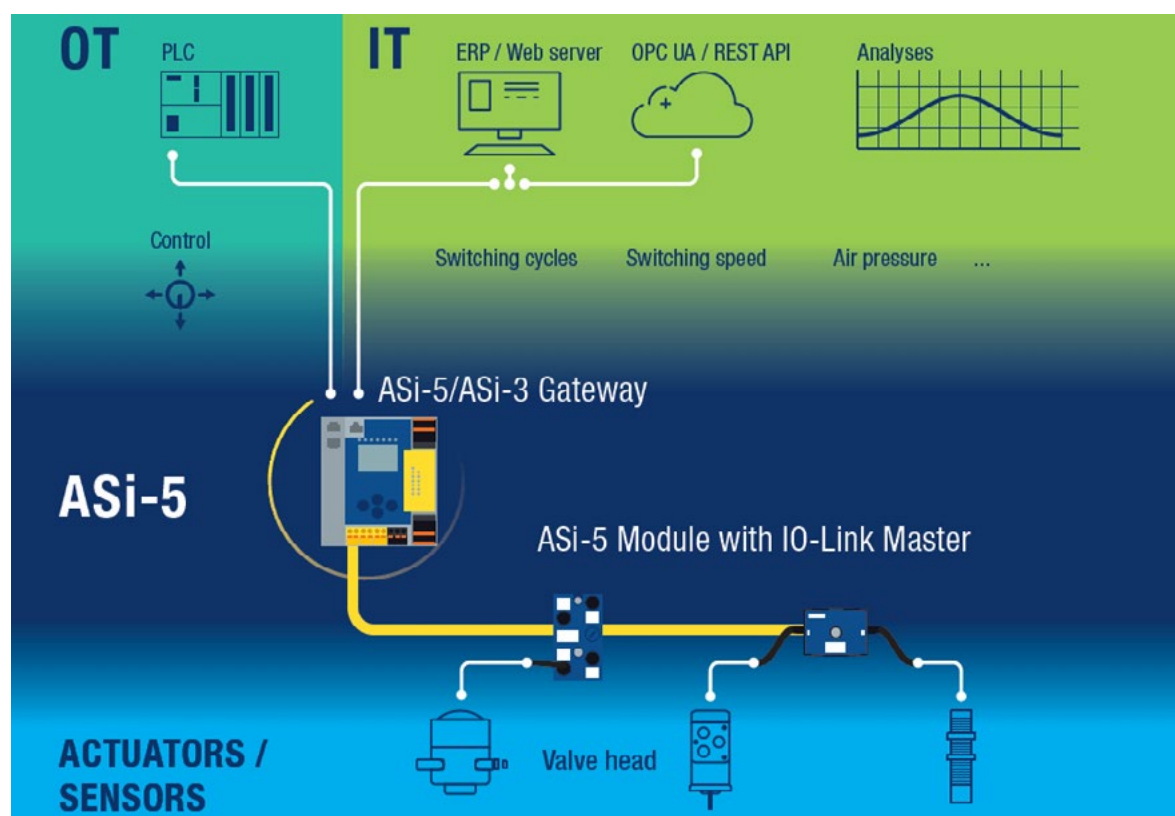 OT
PLC
IT
ERP / Web server
OPC UA / REST API
Analyses
Control
Switching cycles
Switching speed
Air pressure
...
ASi-5/ASi-3 Gateway
ASi-5
ASi-5 Module with IO-Link Master
ACTUATORS /
SENSORS
Valve head